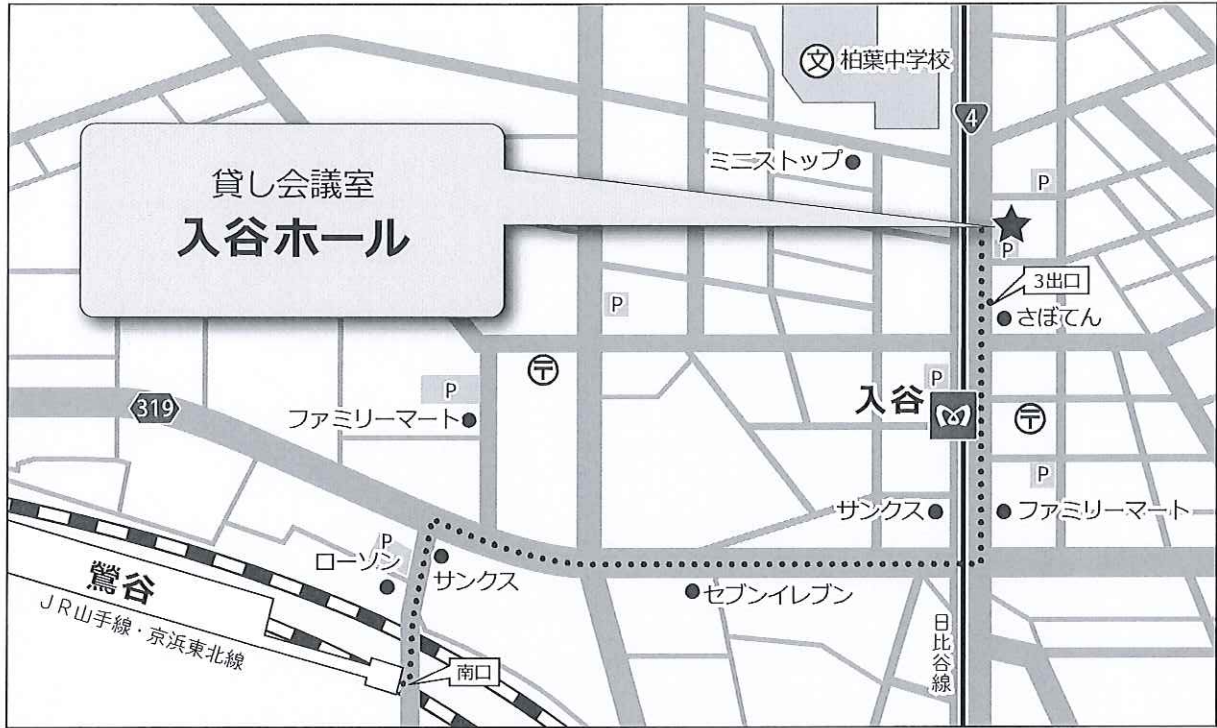 柏葉中学校
文
4
貸し会議室
入谷ホール
ミニストップ
P
P
3出口
さぼてん
P
〒
P
入谷
P
〒
319
ファミリーマート
P
サンクス
ファミリーマート
P
ローソン
サンクス
セブンイレブン
鶯谷
JR山手線・京浜東北線
南口
日比谷線